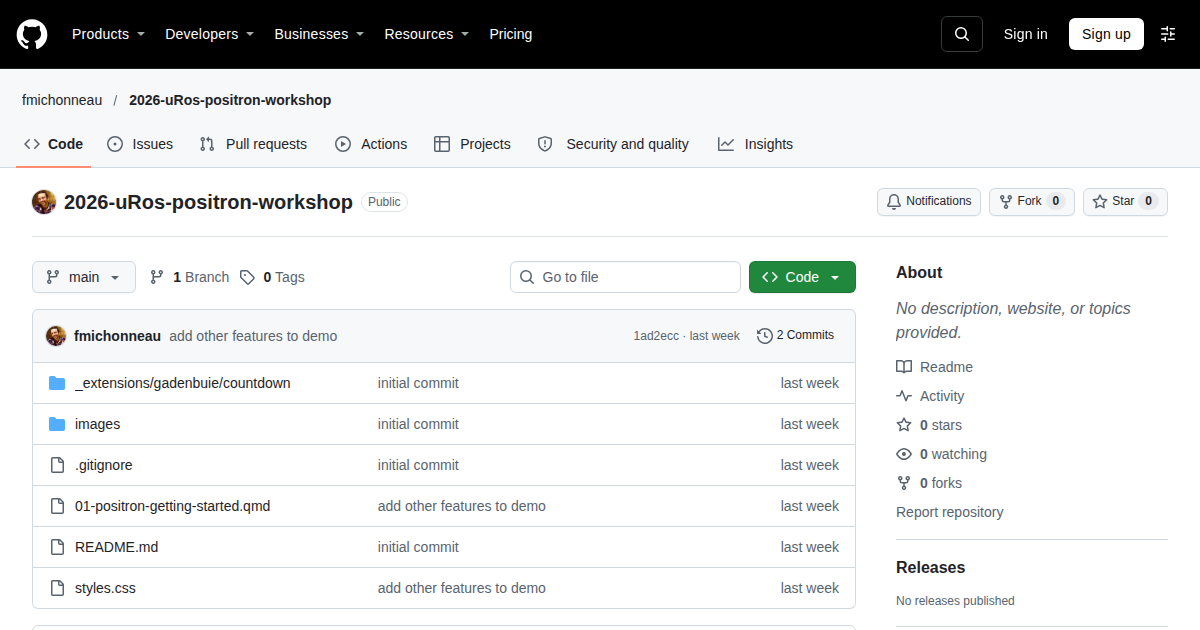 Products Developers Businesses Resources Pricing Sign in Sign up
fmichonneau / 2026-uRos-positron-workshop
Code Issues Pull requests Actions Projects Security and quality Insights
2026-uRos-positron-workshop Public Notifications Fork 0 Star 0
main 1 Branch 0 Tags Go to file Code
fmichonneau add other features to demo 1ad2ecc · last week 2 Commits
_extensions/gadenbuie/countdown initial commit last week
images initial commit last week
.gitignore initial commit last week
01-positron-getting-started.qmd add other features to demo last week
README.md initial commit last week
styles.css add other features to demo last week
About
No description, website, or topics
provided.
Readme
Activity
0 stars
0 watching
0 forks
Report repository
Releases
No releases published